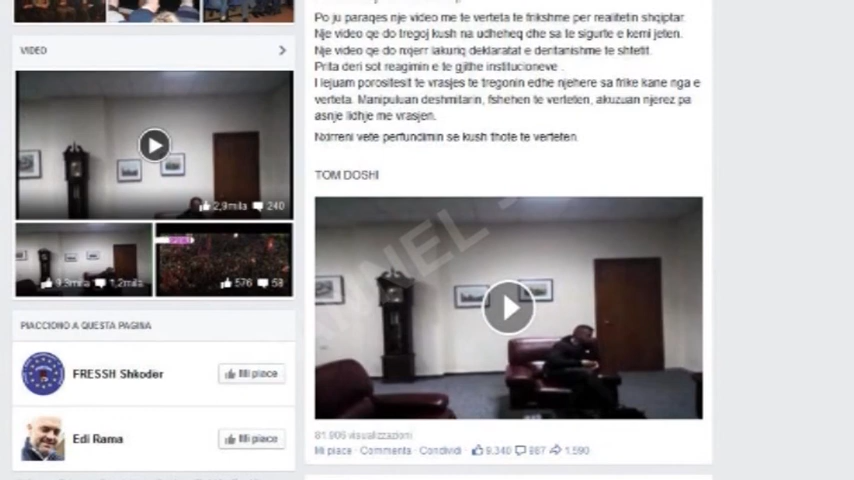 VIDEO
2,9mila 240
9,3mila 1,2mila
576 58
PIACCIONO A QUESTA PAGINA
FRESSH Shkoder
Mi piace
Edi Rama
Mi piace
Po ju paraqes nje video me te verteta te frikshme per realitetin shqiptar.
Nje video qe do tregoj kush na udheheq dhe sa te sigurte e kemi jeten.
Nje video qe do nxjerr lakuriq deklaratat e deritanishme te shtetit.
Prita deri sot reagimin e te gjithe institucioneve .
I lejuam porositesit te vrasjes te tregonin edhe njehere sa frike kane nga e
verteta. Manipuluan deshmitarin, fshehen te verteten, akuzuan njerez pa
asnje lidhje me vrasjen.
Nxirreni vete perfundimin se kush thote te verteten.
TOM DOSHI
81.906 visualizzazioni
Mi piace · Commenta · Condividi · 9.340 987 1.590